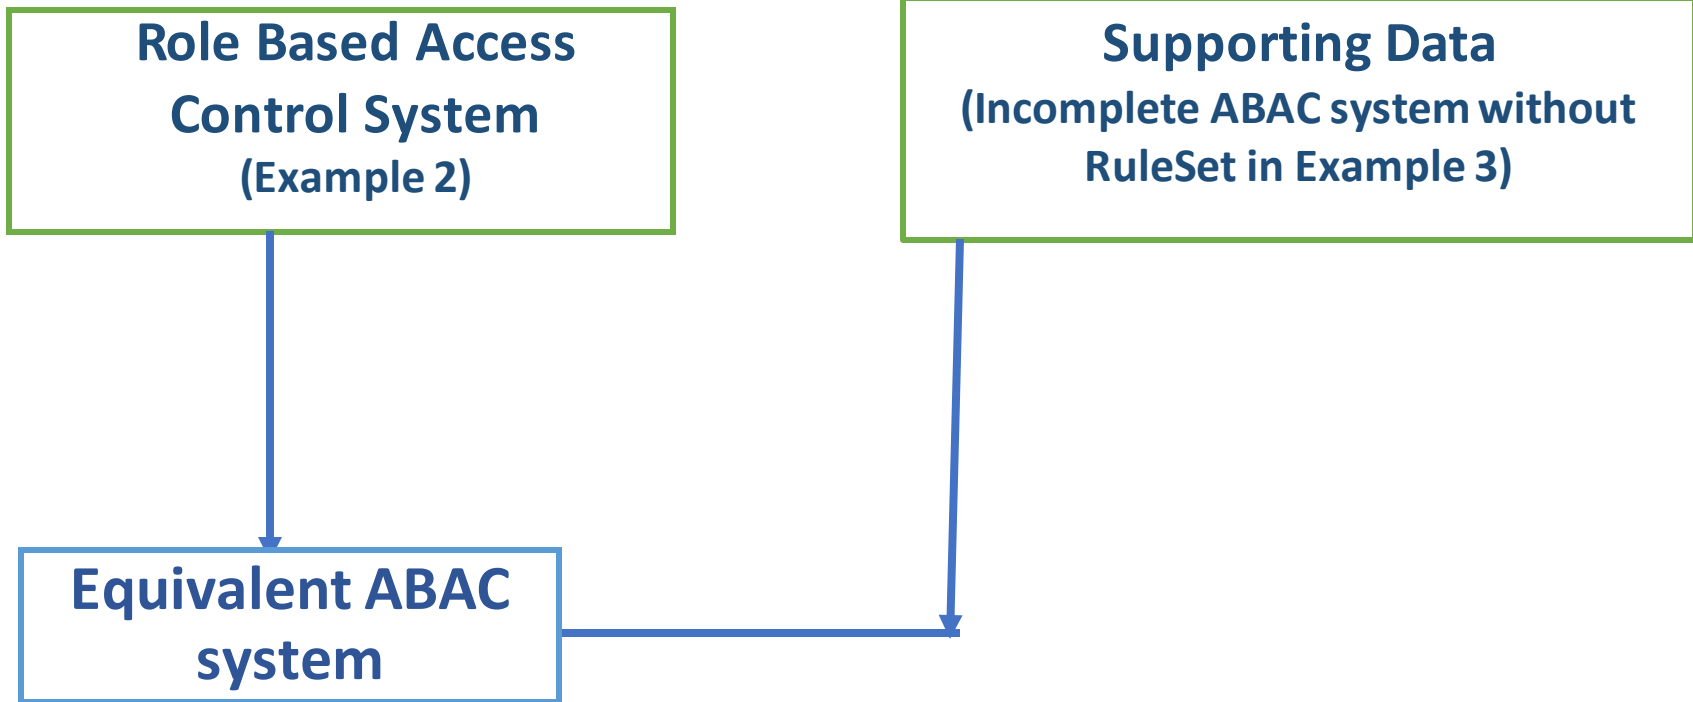 Role Based Access
Control System
(Example 2)
Supporting Data
(Incomplete ABAC system without
RuleSet in Example 3)
Equivalent ABAC
system